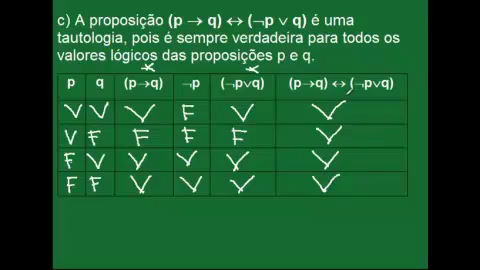 c) A proposição (p → q) ↔ (¬p ∨ q) é uma
tautologia, pois é sempre verdadeira para todos os
valores lógicos das proposições p e q.
p q (p→q) ¬p (¬p∨q) (p→q) ↔ (¬p∨q)
V V V F V V
V F F F F V
F V V V V V
F F V V V V